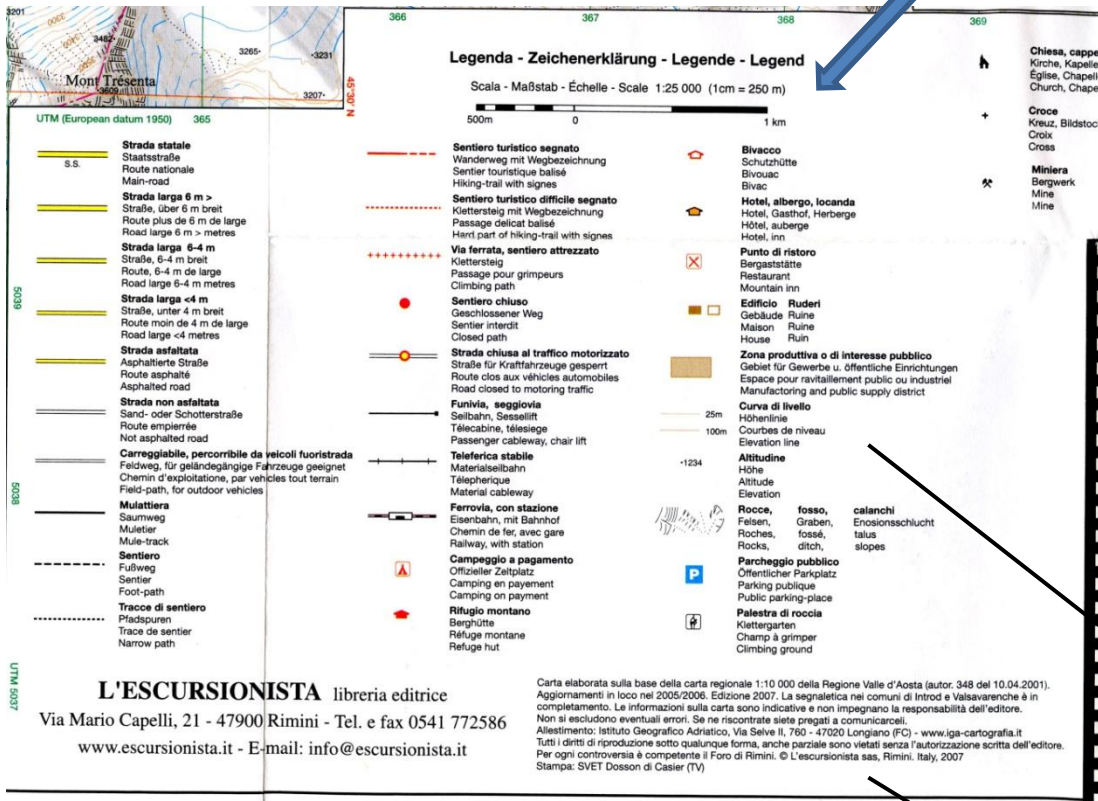 3201
3300
3400
3482
3265
3231
Mont Tresenta
3609
3207
45°30' N
366
367
368
369
UTM (European datum 1950) 365
5039
5038
UTM 5037
Legenda - Zeichenerklärung - Legende - Legend
Scala - Maßstab - Échelle - Scale 1:25 000 (1cm = 250 m)
500m 0 1 km
S.S.
Strada statale
Staatsstraße
Route nationale
Main-road
Strada larga 6 m >
Straße, über 6 m breit
Route plus de 6 m de large
Road large 6 m > metres
Strada larga 6-4 m
Straße, 6-4 m breit
Route, 6-4 m de large
Road large 6-4 m metres
Strada larga <4 m
Straße, unter 4 m breit
Route moin de 4 m de large
Road large <4 metres
Strada asfaltata
Asphaltierte Straße
Route asphalté
Asphalted road
Strada non asfaltata
Sand- oder Schotterstraße
Route empierrée
Not asphalted road
Carreggiabile, percorribile da veicoli fuoristrada
Feldweg, für geländegängige Fahrzeuge geeignet
Chemin d'exploitatione, par vehicles tout terrain
Field-path, for outdoor vehicles
Mulattiera
Saumweg
Muletier
Mule-track
Sentiero
Fußweg
Sentier
Foot-path
Tracce di sentiero
Pfadspuren
Trace de sentier
Narrow path
Sentiero turistico segnato
Wanderweg mit Wegbezeichnung
Sentier touristique balisé
Hiking-trail with signes
Sentiero turistico difficile segnato
Klettersteig mit Wegbezeichnung
Passage delicat balisé
Hard part of hiking-trail with signes
Via ferrata, sentiero attrezzato
Klettersteig
Passage pour grimpeurs
Climbing path
Sentiero chiuso
Geschlossener Weg
Sentier interdit
Closed path
Strada chiusa al traffico motorizzato
Straße für Kraftfahrzeuge gesperrt
Route clos aux véhicles automobiles
Road closed to motoring traffic
Funivia, seggiovia
Seilbahn, Sessellift
Télecabine, télesiege
Passenger cableway, chair lift
Teleferica stabile
Materialseilbahn
Télepherique
Material cableway
Ferrovia, con stazione
Eisenbahn, mit Bahnhof
Chemin de fer, avec gare
Railway, with station
Campeggio a pagamento
Offizieller Zeltplatz
Camping en payement
Camping on payment
Rifugio montano
Berghütte
Réfuge montane
Refuge hut
Bivacco
Schutzhütte
Bivouac
Bivac
Hotel, albergo, locanda
Hotel, Gasthof, Herberge
Hôtel, auberge
Hotel, inn
Punto di ristoro
Bergaststätte
Restaurant
Mountain inn
Edificio Ruderi
Gebäude Ruine
Maison Ruine
House Ruin
Zona produttiva o di interesse pubblico
Gebiet für Gewerbe u. öffentliche Einrichtungen
Espace pour ravitaillement public ou industriel
Manufactoring and public supply district
25m
100m
Curva di livello
Höhenlinie
Courbes de niveau
Elevation line
•1234
Altitudine
Höhe
Altitude
Elevation
Rocce, fosso, calanchi
Felsen, Graben, Enosionsschlucht
Roches, fossé, talus
Rocks, ditch, slopes
P
Parcheggio pubblico
Öffentlicher Parkplatz
Parking publique
Public parking-place
Palestra di roccia
Klettergarten
Champ à grimper
Climbing ground
Chiesa, cappe
Kirche, Kapelle
Église, Chapell
Church, Chape
Croce
Kreuz, Bildstoc
Croix
Cross
Miniera
Bergwerk
Mine
Mine
L'ESCURSIONISTA libreria editrice
Via Mario Capelli, 21 - 47900 Rimini - Tel. e fax 0541 772586
www.escursionista.it - E-mail: info@escursionista.it
Carta elaborata sulla base della carta regionale 1:10 000 della Regione Valle d'Aosta (autor. 348 del 10.04.2001).
Aggiornamenti in loco nel 2005/2006. Edizione 2007. La segnaletica nei comuni di Introd e Valsavarenche è in
completamento. Le informazioni sulla carta sono indicative e non impegnano la responsabilità dell'editore.
Non si escludono eventuali errori. Se ne riscontrate siete pregati a comunicarceli.
Allestimento: Istituto Geografico Adriatico, Via Selve II, 760 - 47020 Longiano (FC) - www.iga-cartografia.it
Tutti i diritti di riproduzione sotto qualunque forma, anche parziale sono vietati senza l'autorizzazione scritta dell'editore.
Per ogni controversia è competente il Foro di Rimini. © L'escursionista sas, Rimini. Italy, 2007
Stampa: SVET Dosson di Casier (TV)